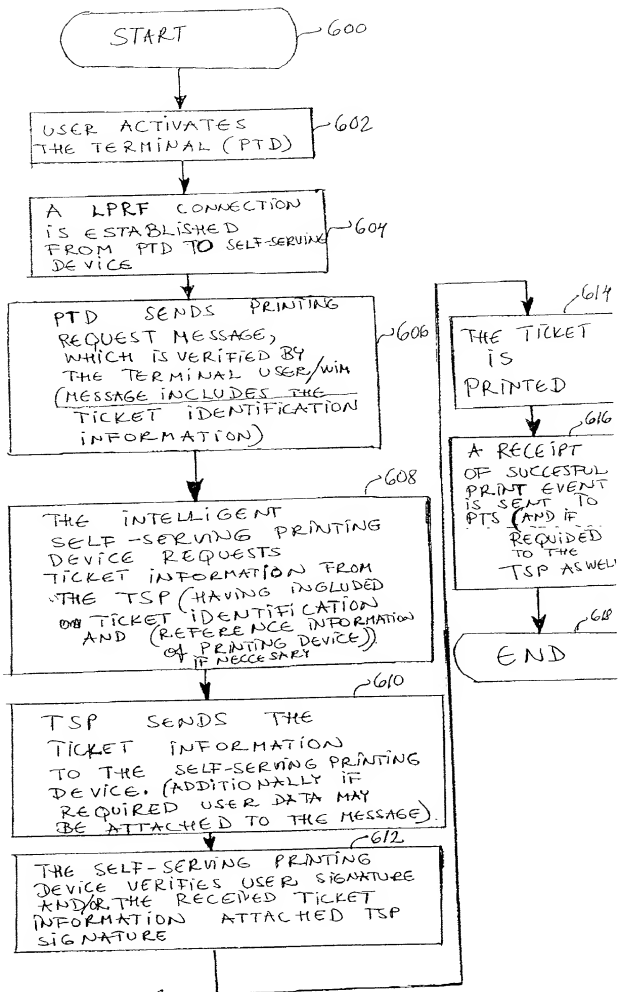 START
600
USER ACTIVATES
THE TERMINAL (PTD)
602
A LPRF CONNECTION
IS ESTABLISHED
FROM PTD TO SELF-SERVING
DEVICE
604
PTD SENDS PRINTING
REQUEST MESSAGE,
WHICH IS VERIFIED BY
THE TERMINAL USER/WIM
(MESSAGE INCLUDES THE
TICKET IDENTIFICATION
INFORMATION)
606
608
THE INTELLIGENT
SELF-SERVING PRINTING
DEVICE REQUESTS
TICKET INFORMATION FROM
THE TSP (HAVING INCLUDED
TICKET IDENTIFICATION
AND (REFERENCE INFORMATION
OF PRINTING DEVICE))
IF NECCESARY
610
TSP SENDS THE
TICKET INFORMATION
TO THE SELF-SERVING PRINTING
DEVICE. (ADDITIONALLY IF
REQUIRED USER DATA MAY
BE ATTACHED TO THE MESSAGE).
612
THE SELF-SERVING PRINTING
DEVICE VERIFIES USER SIGNATURE
AND/OR THE RECEIVED TICKET
INFORMATION ATTACHED TSP
SIGNATURE
614
THE TICKET
IS
PRINTED
616
A RECEIPT
OF SUCCESFUL
PRINT EVENT
IS SENT TO
PTS (AND IF
REQUIDED
TO THE
TSP ASWELL
618
END